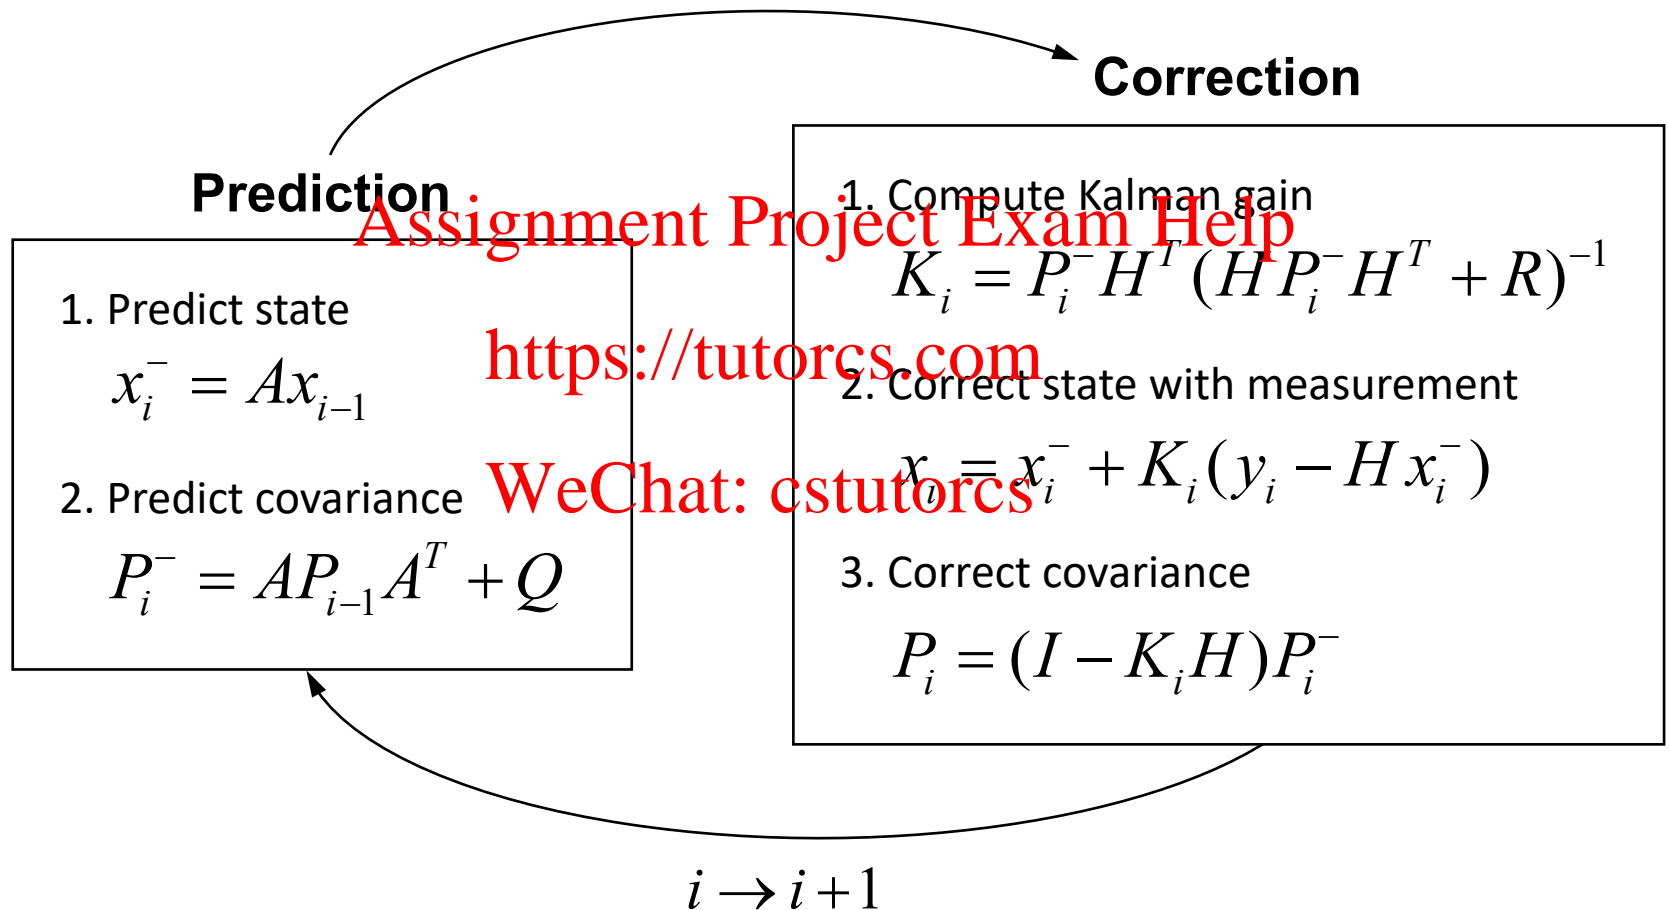 Prediction
1. Predict state
x_i^- = Ax_{i-1}
2. Predict covariance
P_i^- = AP_{i-1}A^T + Q
Correction
1. Compute Kalman gain
K_i = P_i^- H^T (H P_i^- H^T + R)^{-1}
2. Correct state with measurement
x_i = x_i^- + K_i (y_i − H x_i^-)
3. Correct covariance
P_i = (I − K_i H)P_i^-
i → i + 1
Assignment Project Exam Help
https://tutorcs.com
WeChat: cstutorcs